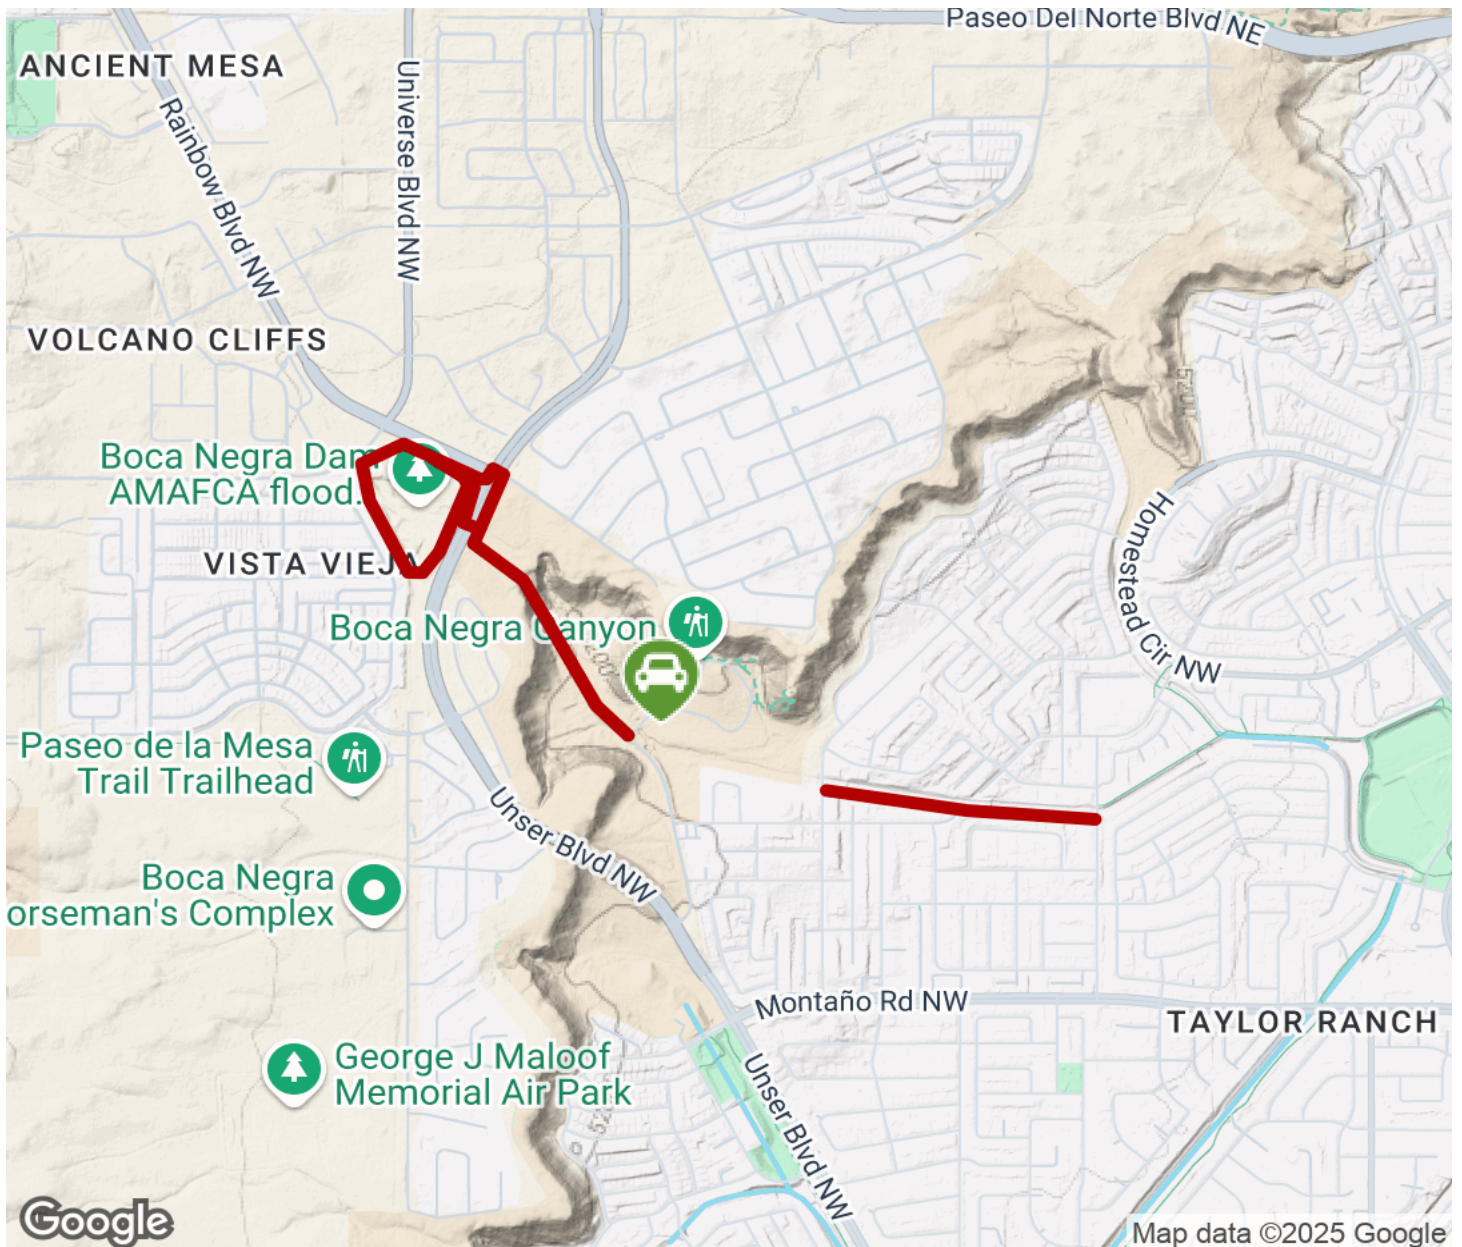 Paseo Del Norte Blvd NE
ANCIENT MESA
Rainbow Blvd NW
Universe Blvd NW
VOLCANO CLIFFS
Boca Negra Dam
AMAFCA flood.
VISTA VIEJA
Homestead Cir NW
Boca Negra Canyon
Paseo de la Mesa
Trail Trailhead
Unser Blvd NW
Boca Negra
orseman's Complex
Montaño Rd NW
TAYLOR RANCH
George J Maloof
Memorial Air Park
Unser Blvd NW
Google
Map data ©2025 Google